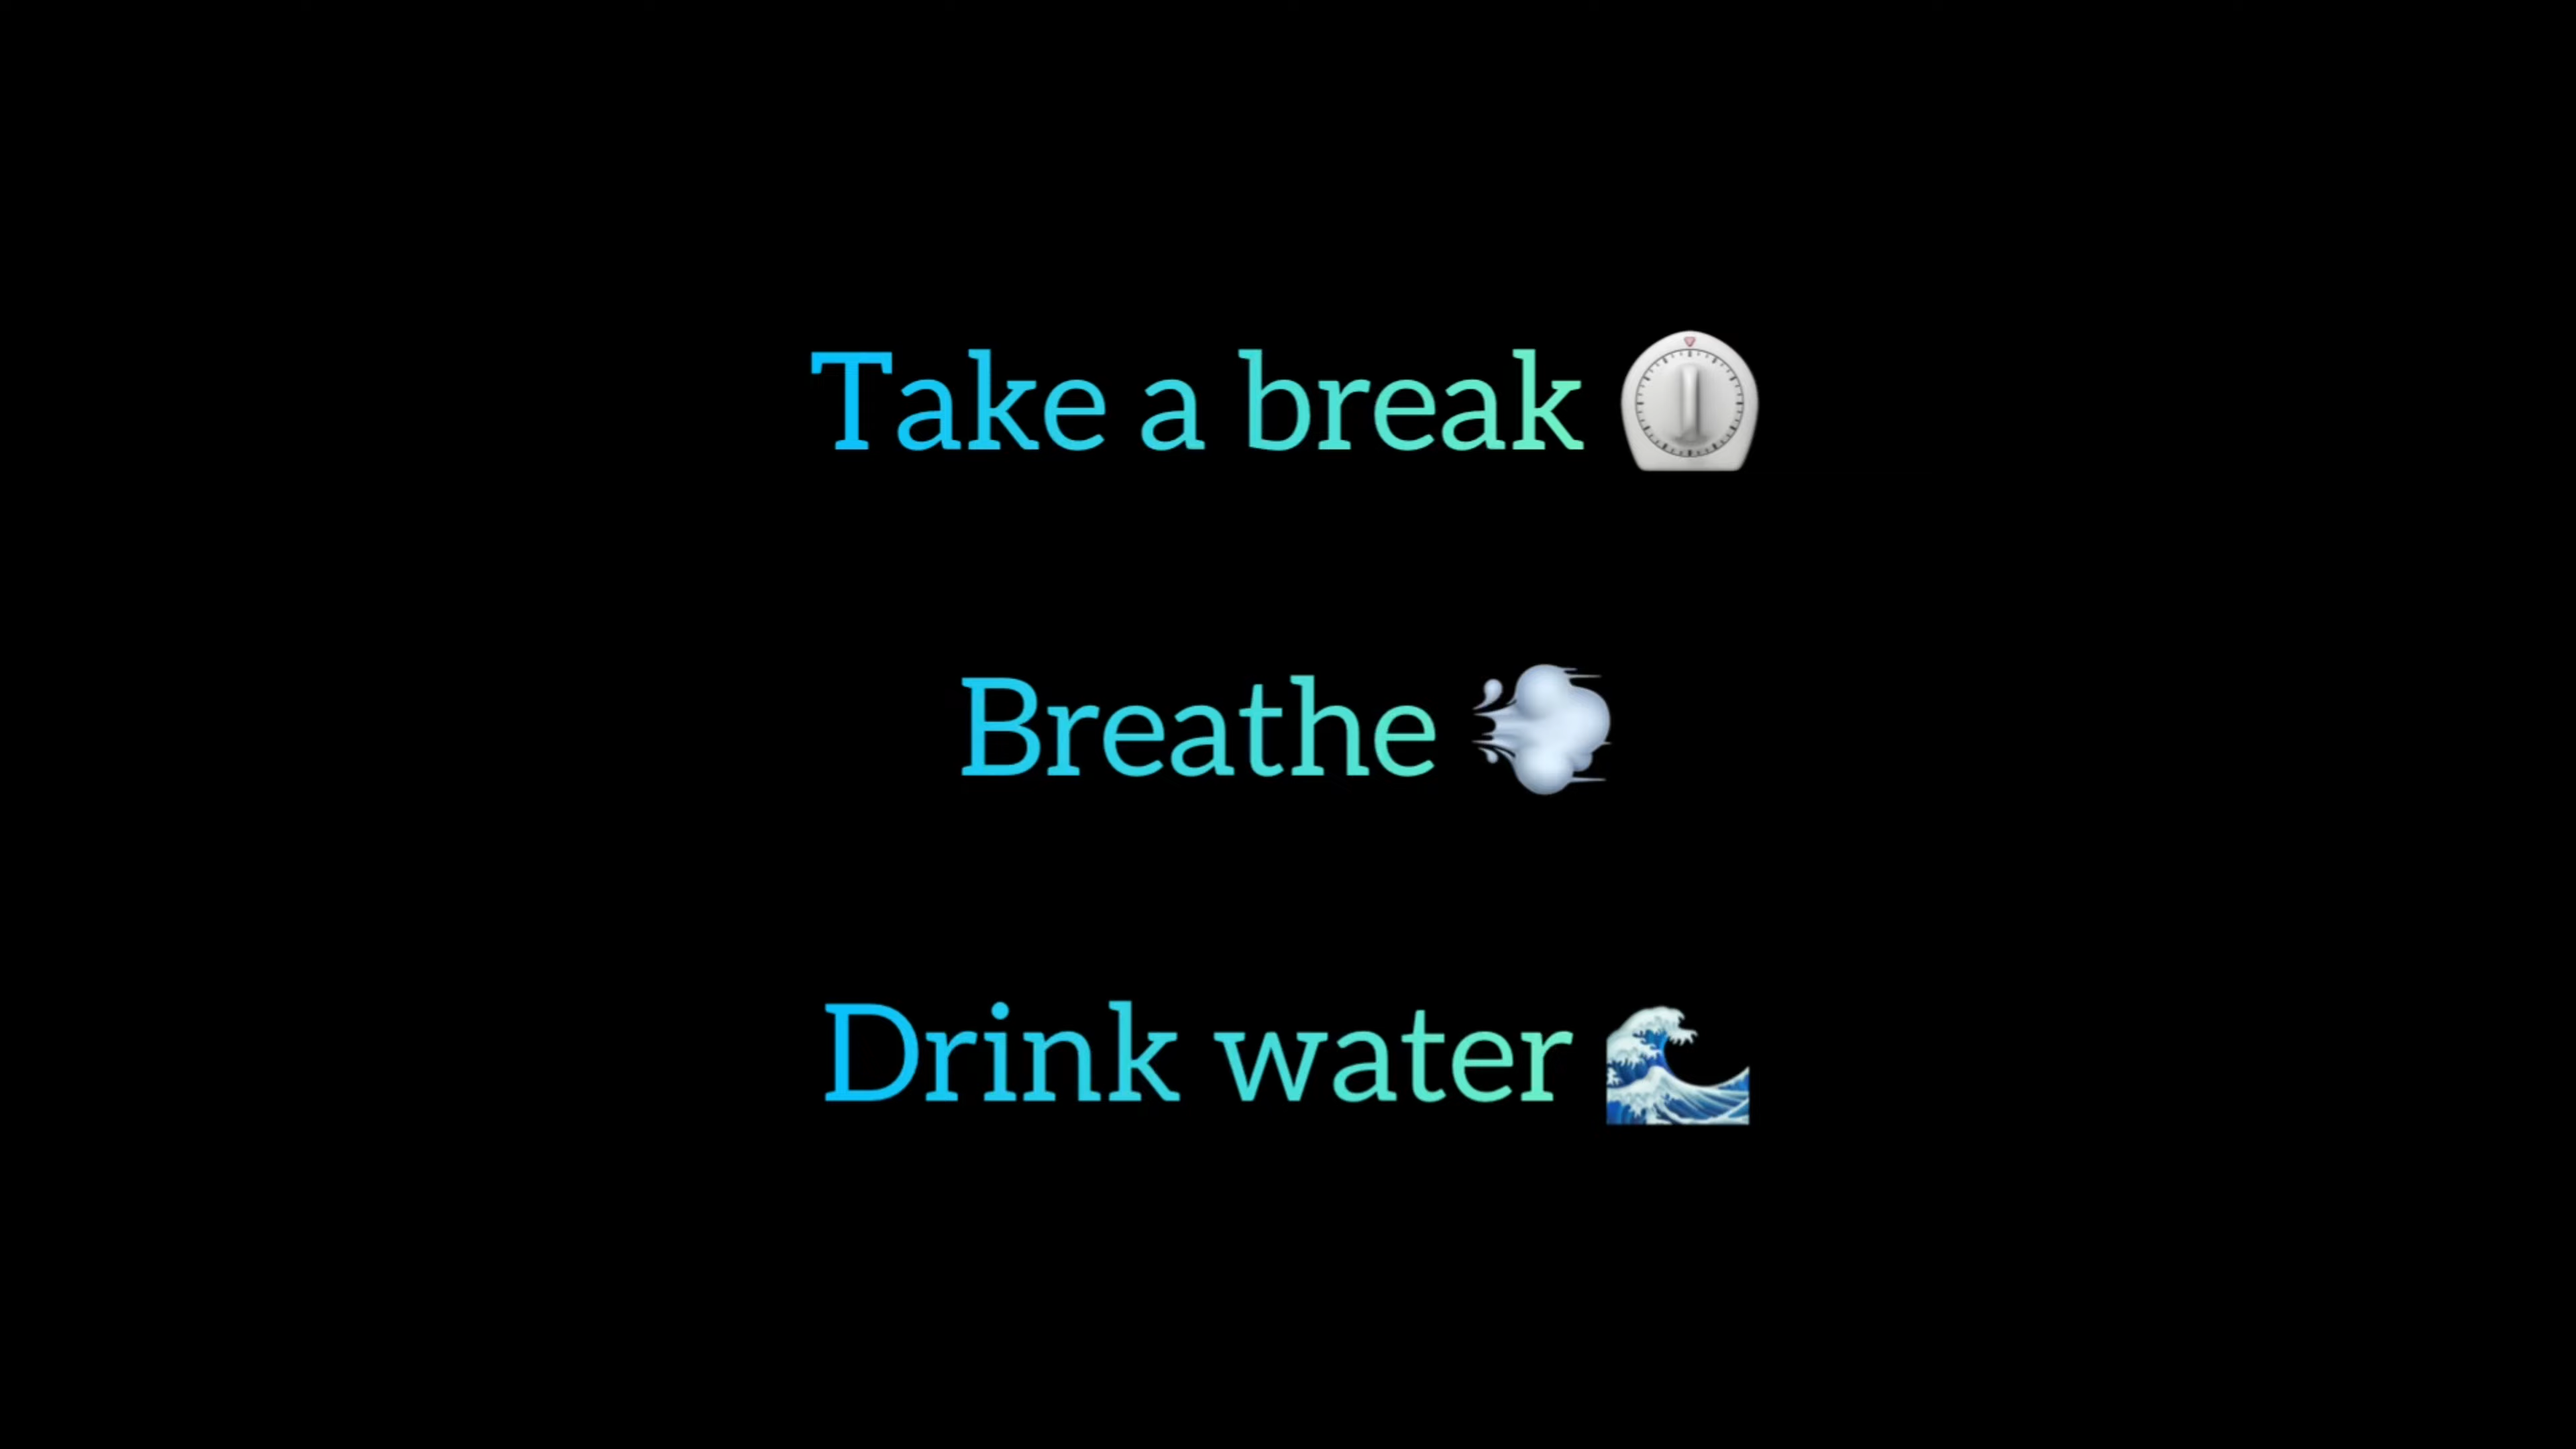 Take a break ⏲️
Breathe 💨
Drink water 🌊